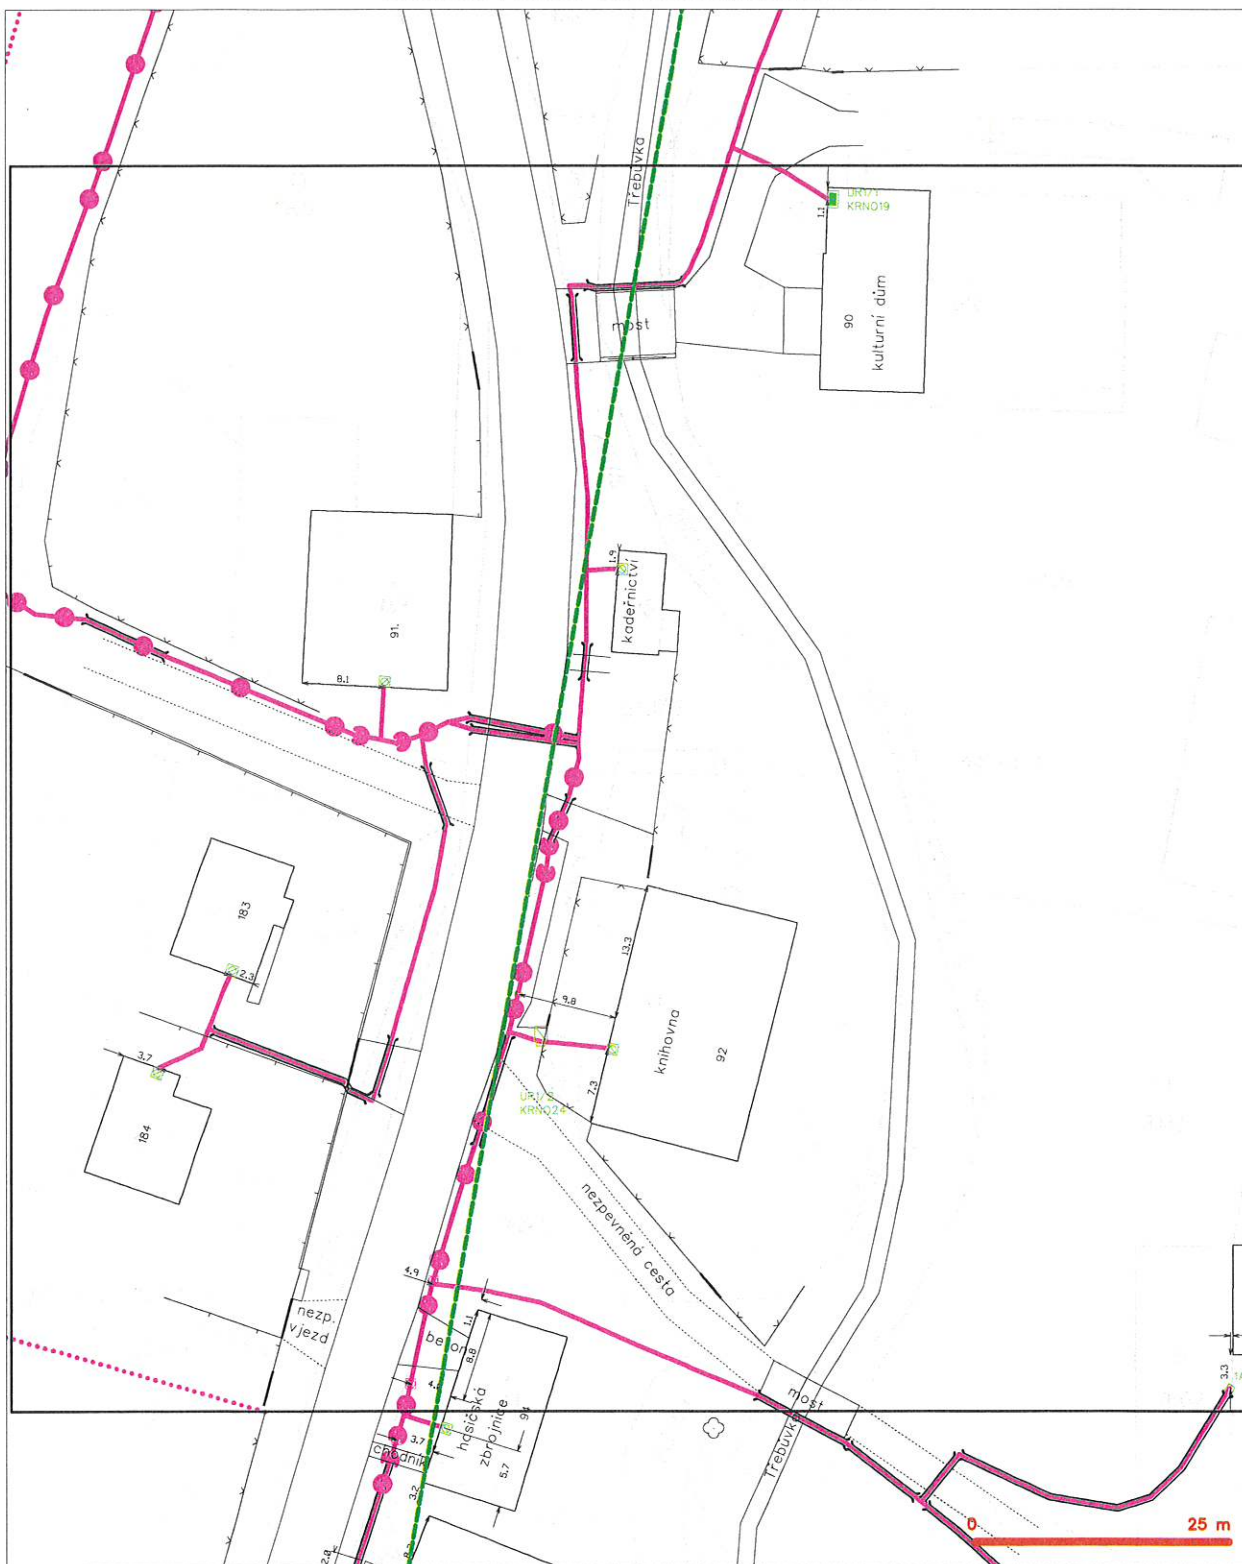 Třebůvka
UR1/1
KRNO19
1.1
most
90
kulturní dům
1.9
kadeřnictví
91.
8.1
183
2.3
13.3
9.8
knihovna
92
3.7
184
7.3
UR1/2
KRNO24
nezpevněná cesta
4.9
nezp.
vjezd
1.1
beton
8.8
3.3
most
hasičská
zbrojnice
94
3.7
chodník
5.7
Třebůvka
3.2
0
25 m
2.0